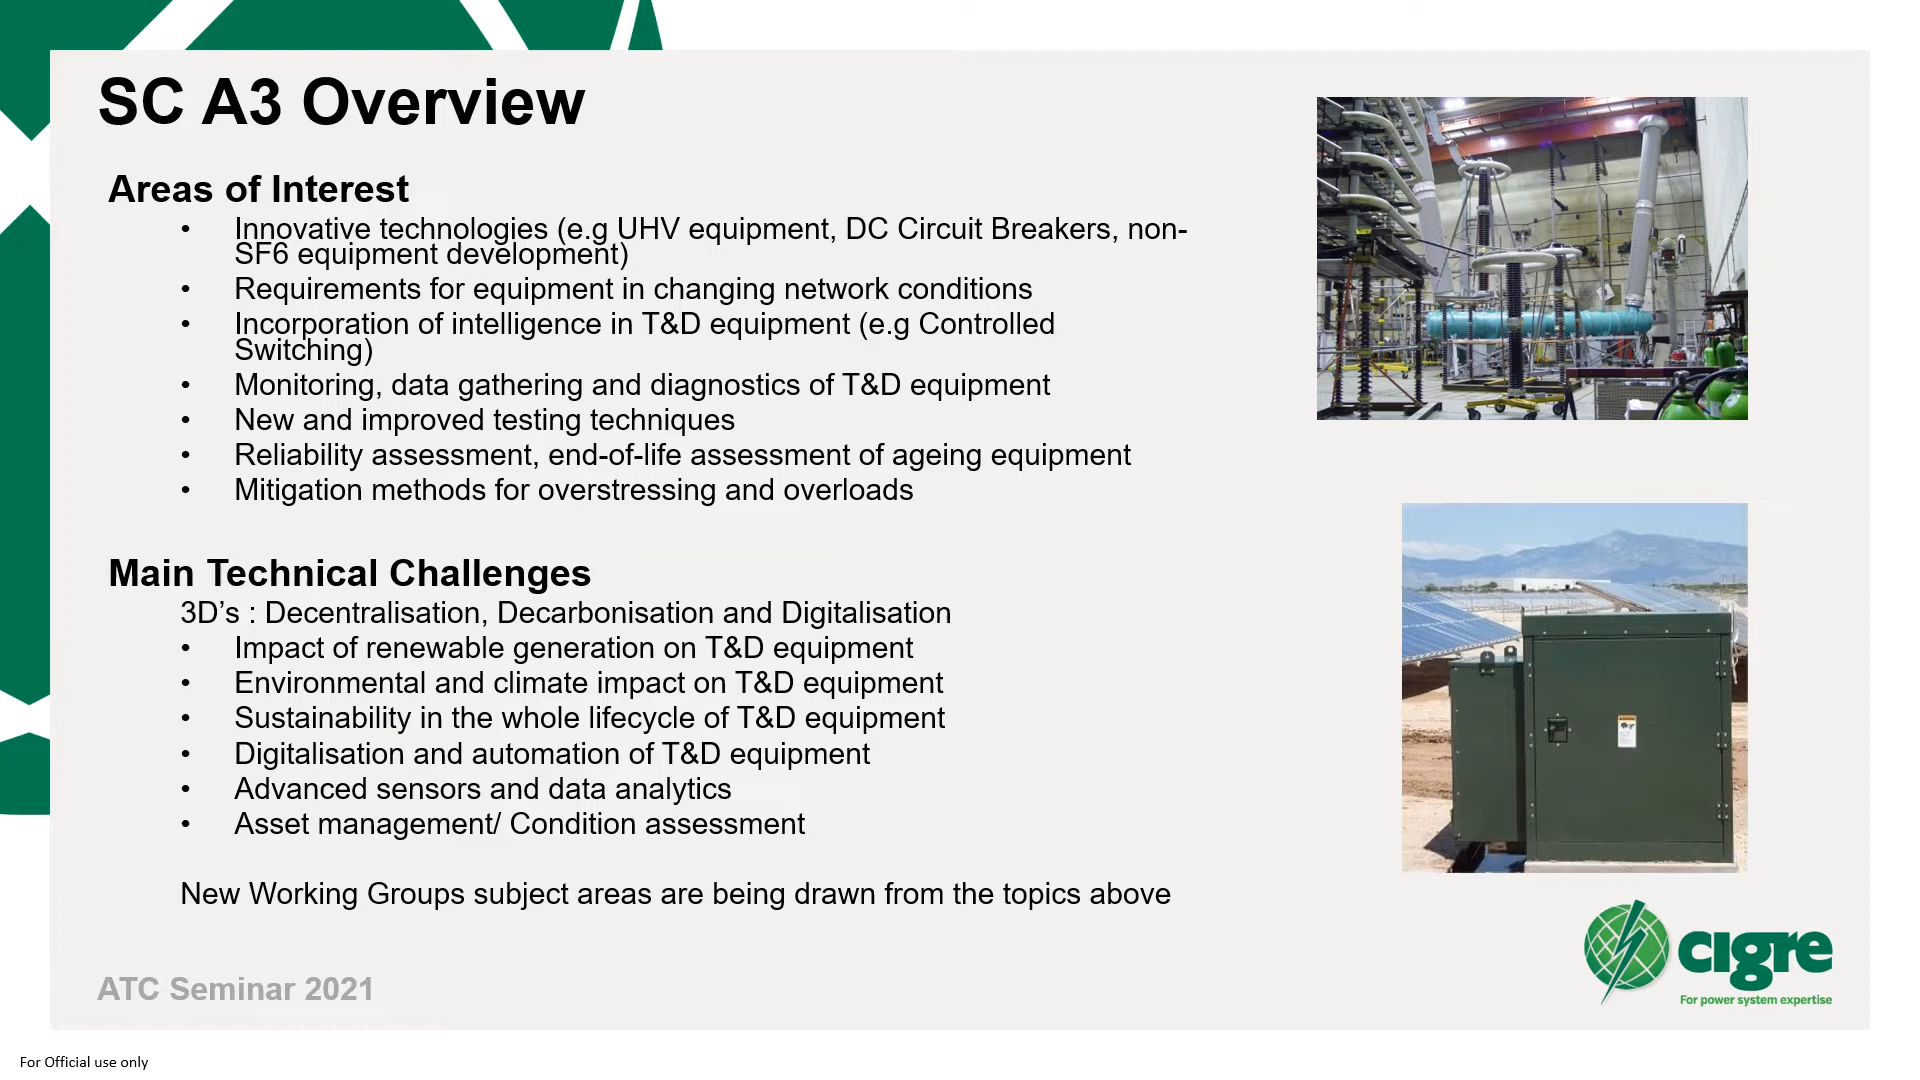 SC A3 Overview
Areas of Interest
• Innovative technologies (e.g UHV equipment, DC Circuit Breakers, non-
SF6 equipment development)
• Requirements for equipment in changing network conditions
• Incorporation of intelligence in T&D equipment (e.g Controlled
Switching)
• Monitoring, data gathering and diagnostics of T&D equipment
• New and improved testing techniques
• Reliability assessment, end-of-life assessment of ageing equipment
• Mitigation methods for overstressing and overloads
Main Technical Challenges
3D’s : Decentralisation, Decarbonisation and Digitalisation
• Impact of renewable generation on T&D equipment
• Environmental and climate impact on T&D equipment
• Sustainability in the whole lifecycle of T&D equipment
• Digitalisation and automation of T&D equipment
• Advanced sensors and data analytics
• Asset management/ Condition assessment
New Working Groups subject areas are being drawn from the topics above
ATC Seminar 2021
cigre
For power system expertise
For Official use only